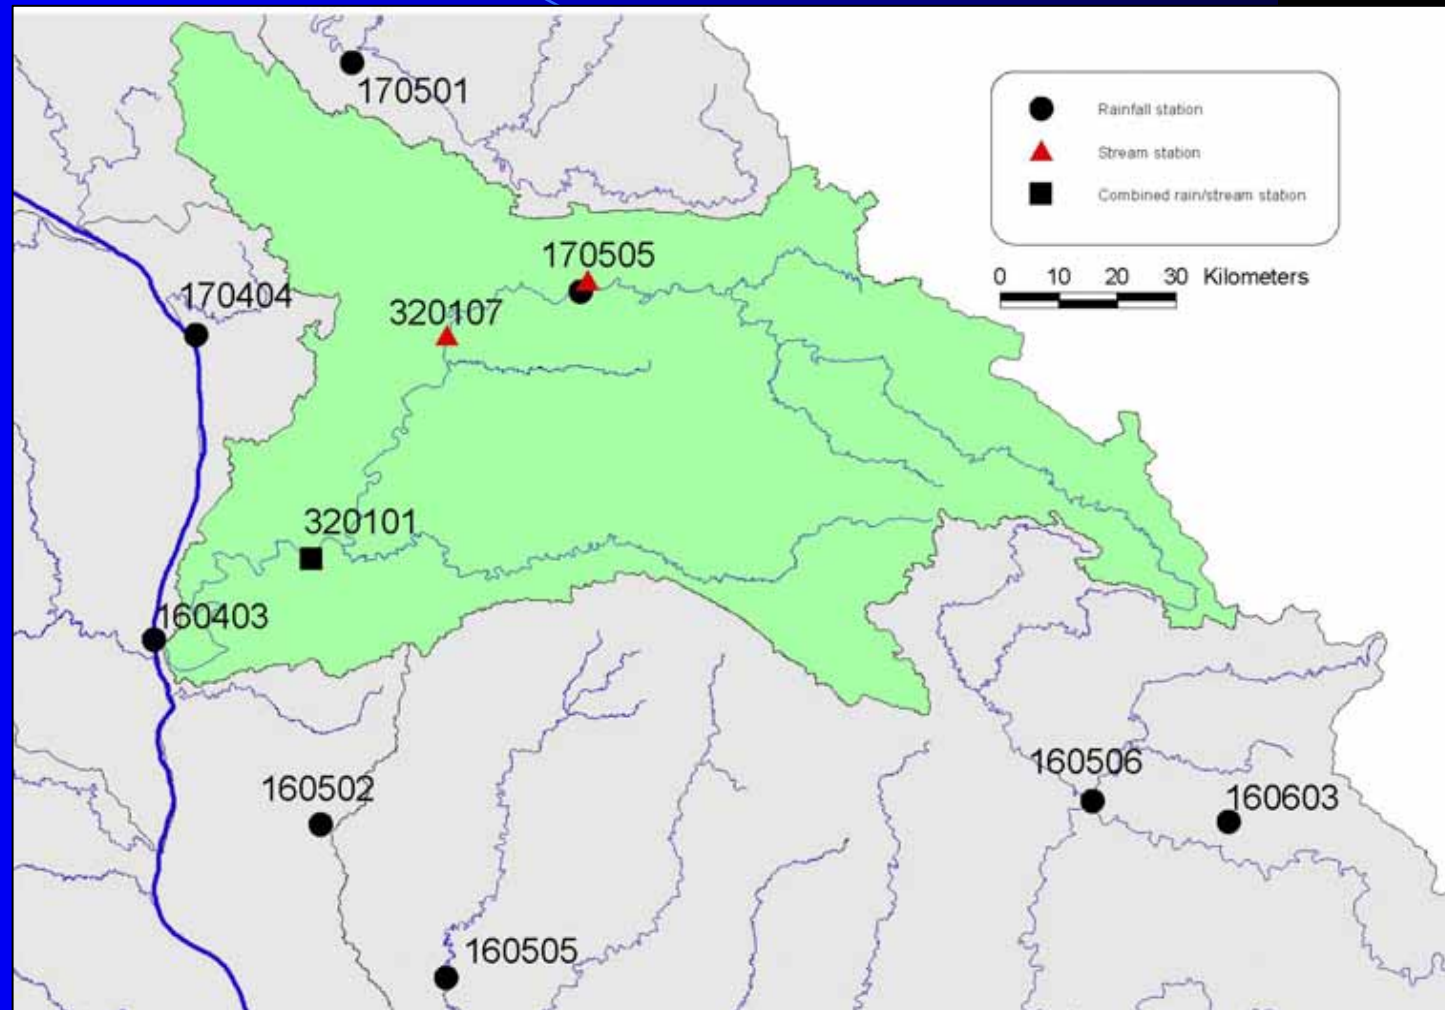 170501
Rainfall station
Stream station
Combined rain/stream station
170505
0 10 20 30 Kilometers
170404
320107
320101
160403
160502
160506
160603
160505